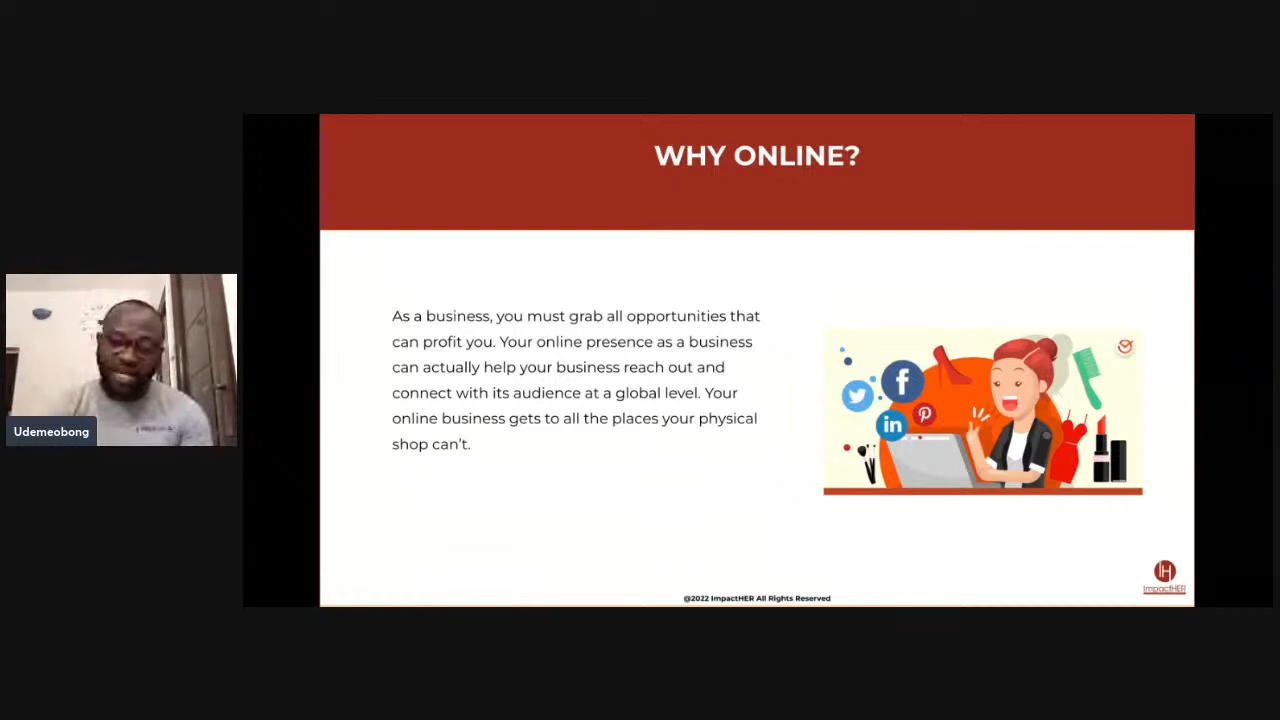 WHY ONLINE?
As a business, you must grab all opportunities that
can profit you. Your online presence as a business
can actually help your business reach out and
connect with its audience at a global level. Your
online business gets to all the places your physical
shop can't.
Udemeobong
f
in
IH
ImpactHER
@2022 ImpactHER All Rights Reserved